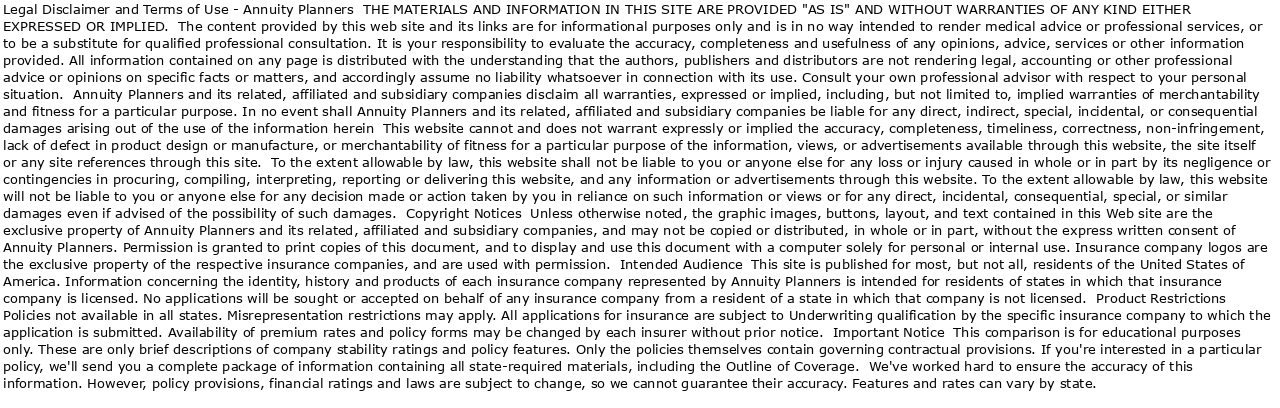 Legal Disclaimer and Terms of Use - Annuity Planners  THE MATERIALS AND INFORMATION IN THIS SITE ARE PROVIDED "AS IS" AND WITHOUT WARRANTIES OF ANY KIND EITHER
EXPRESSED OR IMPLIED.  The content provided by this web site and its links are for informational purposes only and is in no way intended to render medical advice or professional services, or
to be a substitute for qualified professional consultation. It is your responsibility to evaluate the accuracy, completeness and usefulness of any opinions, advice, services or other information
provided. All information contained on any page is distributed with the understanding that the authors, publishers and distributors are not rendering legal, accounting or other professional
advice or opinions on specific facts or matters, and accordingly assume no liability whatsoever in connection with its use. Consult your own professional advisor with respect to your personal
situation.  Annuity Planners and its related, affiliated and subsidiary companies disclaim all warranties, expressed or implied, including, but not limited to, implied warranties of merchantability
and fitness for a particular purpose. In no event shall Annuity Planners and its related, affiliated and subsidiary companies be liable for any direct, indirect, special, incidental, or consequential
damages arising out of the use of the information herein  This website cannot and does not warrant expressly or implied the accuracy, completeness, timeliness, correctness, non-infringement,
lack of defect in product design or manufacture, or merchantability of fitness for a particular purpose of the information, views, or advertisements available through this website, the site itself
or any site references through this site.  To the extent allowable by law, this website shall not be liable to you or anyone else for any loss or injury caused in whole or in part by its negligence or
contingencies in procuring, compiling, interpreting, reporting or delivering this website, and any information or advertisements through this website. To the extent allowable by law, this website
will not be liable to you or anyone else for any decision made or action taken by you in reliance on such information or views or for any direct, incidental, consequential, special, or similar
damages even if advised of the possibility of such damages.  Copyright Notices  Unless otherwise noted, the graphic images, buttons, layout, and text contained in this Web site are the
exclusive property of Annuity Planners and its related, affiliated and subsidiary companies, and may not be copied or distributed, in whole or in part, without the express written consent of
Annuity Planners. Permission is granted to print copies of this document, and to display and use this document with a computer solely for personal or internal use. Insurance company logos are
the exclusive property of the respective insurance companies, and are used with permission.  Intended Audience  This site is published for most, but not all, residents of the United States of
America. Information concerning the identity, history and products of each insurance company represented by Annuity Planners is intended for residents of states in which that insurance
company is licensed. No applications will be sought or accepted on behalf of any insurance company from a resident of a state in which that company is not licensed.  Product Restrictions
Policies not available in all states. Misrepresentation restrictions may apply. All applications for insurance are subject to Underwriting qualification by the specific insurance company to which the
application is submitted. Availability of premium rates and policy forms may be changed by each insurer without prior notice.  Important Notice  This comparison is for educational purposes
only. These are only brief descriptions of company stability ratings and policy features. Only the policies themselves contain governing contractual provisions. If you're interested in a particular
policy, we'll send you a complete package of information containing all state-required materials, including the Outline of Coverage.  We've worked hard to ensure the accuracy of this
information. However, policy provisions, financial ratings and laws are subject to change, so we cannot guarantee their accuracy. Features and rates can vary by state.